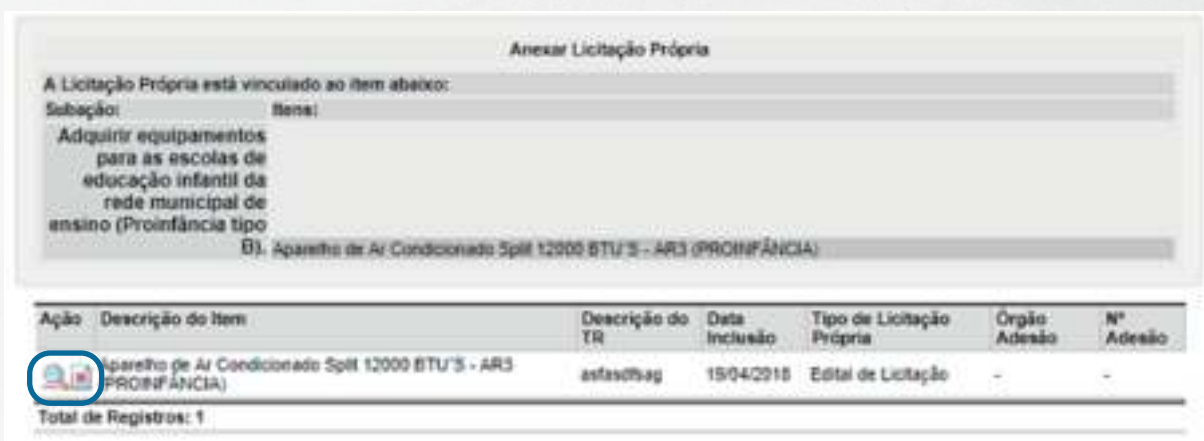 Anexar Licitação Própria
A Licitação Própria está vinculado ao item abaixo:
Subação: Itens:
Adquirir equipamentos
para as escolas de
educação infantil da
rede municipal de
ensino (Proinfância tipo
B). Aparelho de Ar Condicionado Split 12000 BTU'S - AR3 (PROINFÂNCIA)
Ação Descrição do Item Descrição do TR Data Inclusão Tipo de Licitação Própria Órgão Adesão Nº Adesão
Aparelho de Ar Condicionado Split 12000 BTU'S - AR3 (PROINFÂNCIA) 15/04/2018 Edital de Licitação - -
Total de Registros: 1